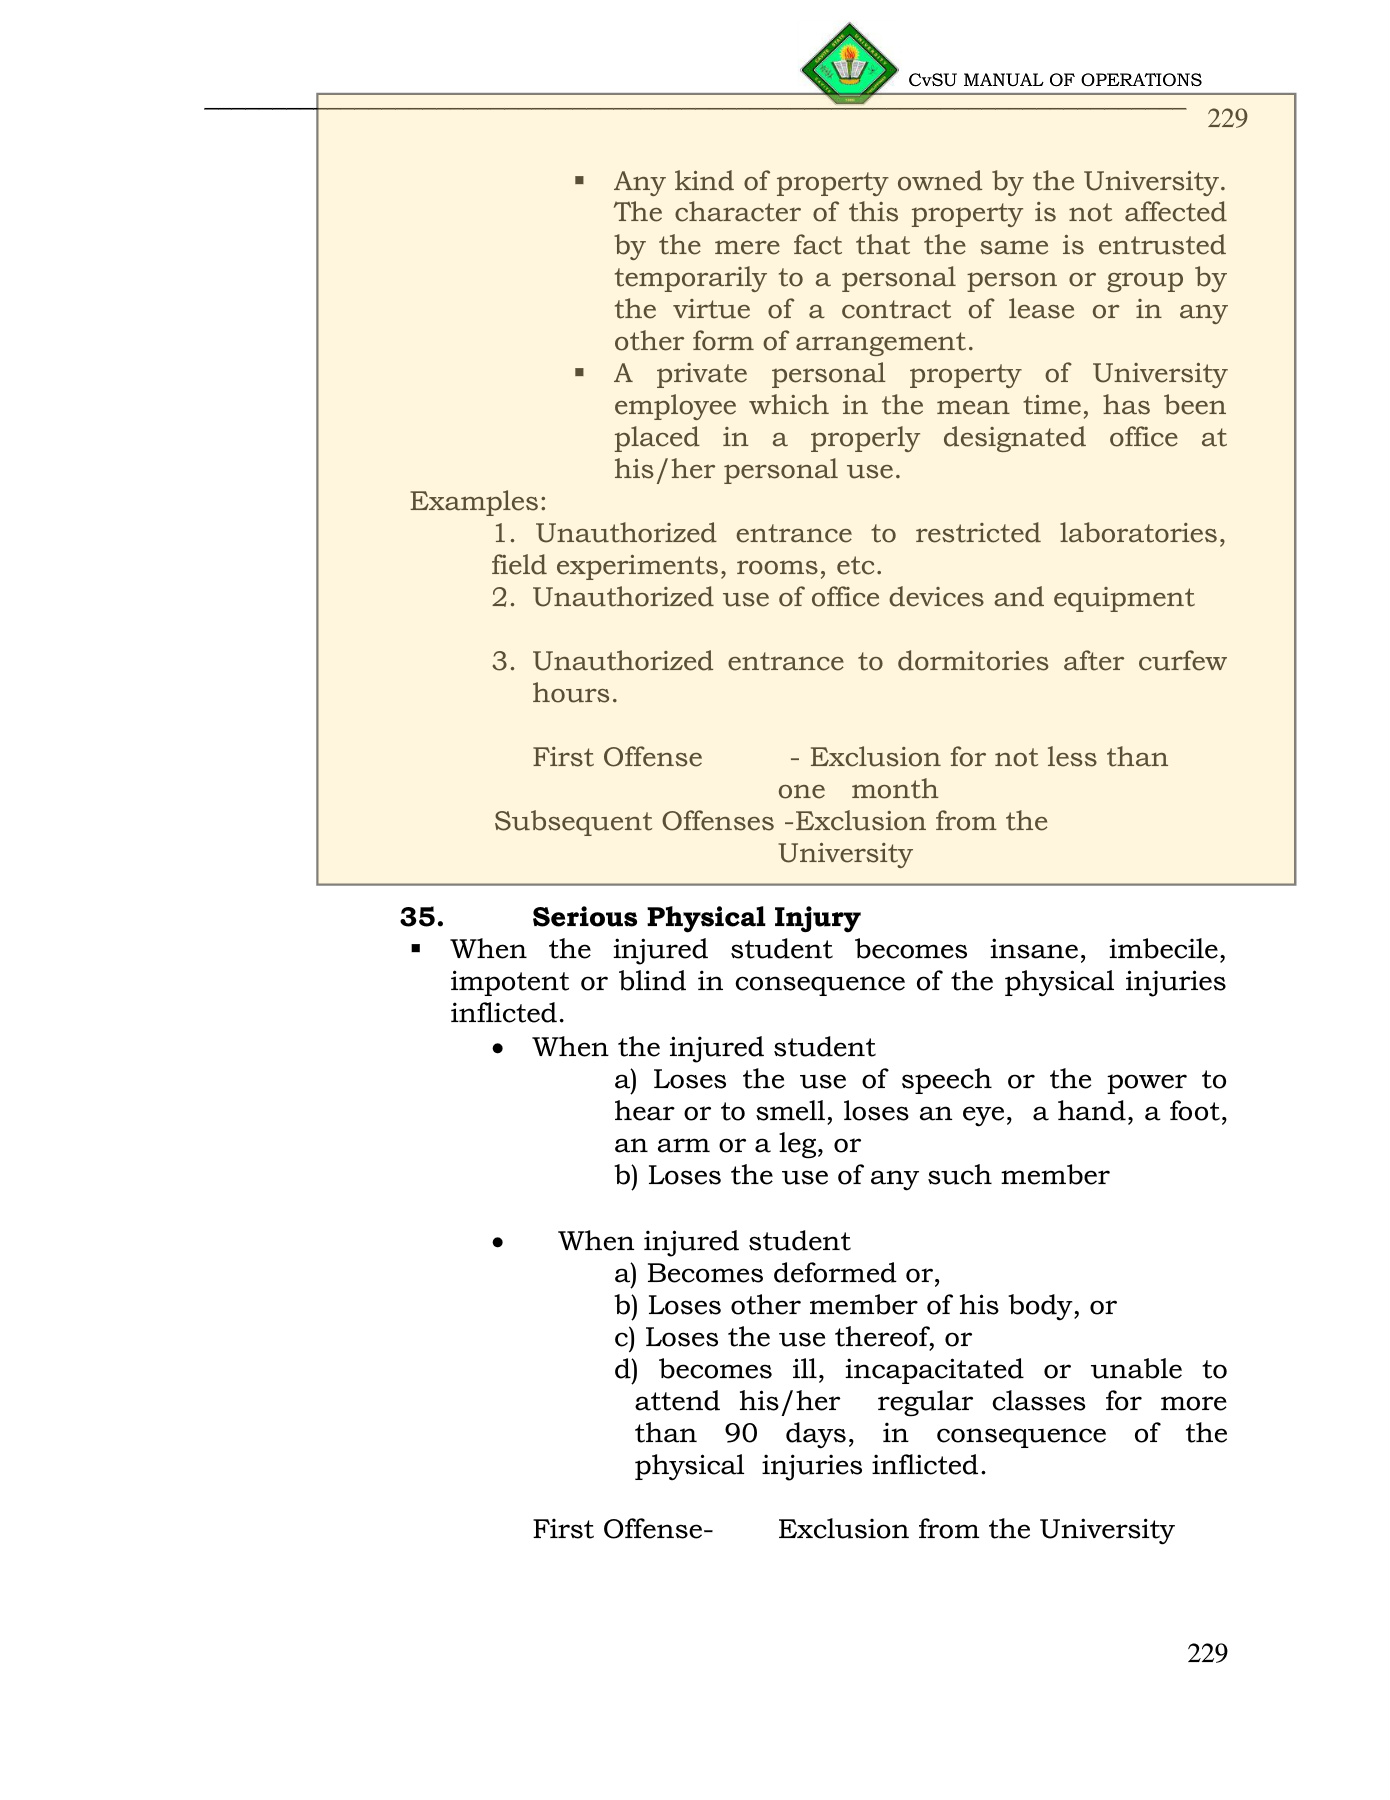 CvSU MANUAL OF OPERATIONS
229
▪ Any kind of property owned by the University.
The character of this property is not affected
by the mere fact that the same is entrusted
temporarily to a personal person or group by
the virtue of a contract of lease or in any
other form of arrangement.
▪ A private personal property of University
employee which in the mean time, has been
placed in a properly designated office at
his/her personal use.
Examples:
1. Unauthorized entrance to restricted laboratories,
field experiments, rooms, etc.
2. Unauthorized use of office devices and equipment
3. Unauthorized entrance to dormitories after curfew
hours.
First Offense - Exclusion for not less than
one month
Subsequent Offenses -Exclusion from the
University
35. Serious Physical Injury
▪ When the injured student becomes insane, imbecile,
impotent or blind in consequence of the physical injuries
inflicted.
• When the injured student
a) Loses the use of speech or the power to
hear or to smell, loses an eye, a hand, a foot,
an arm or a leg, or
b) Loses the use of any such member
• When injured student
a) Becomes deformed or,
b) Loses other member of his body, or
c) Loses the use thereof, or
d) becomes ill, incapacitated or unable to
attend his/her regular classes for more
than 90 days, in consequence of the
physical injuries inflicted.
First Offense- Exclusion from the University
229